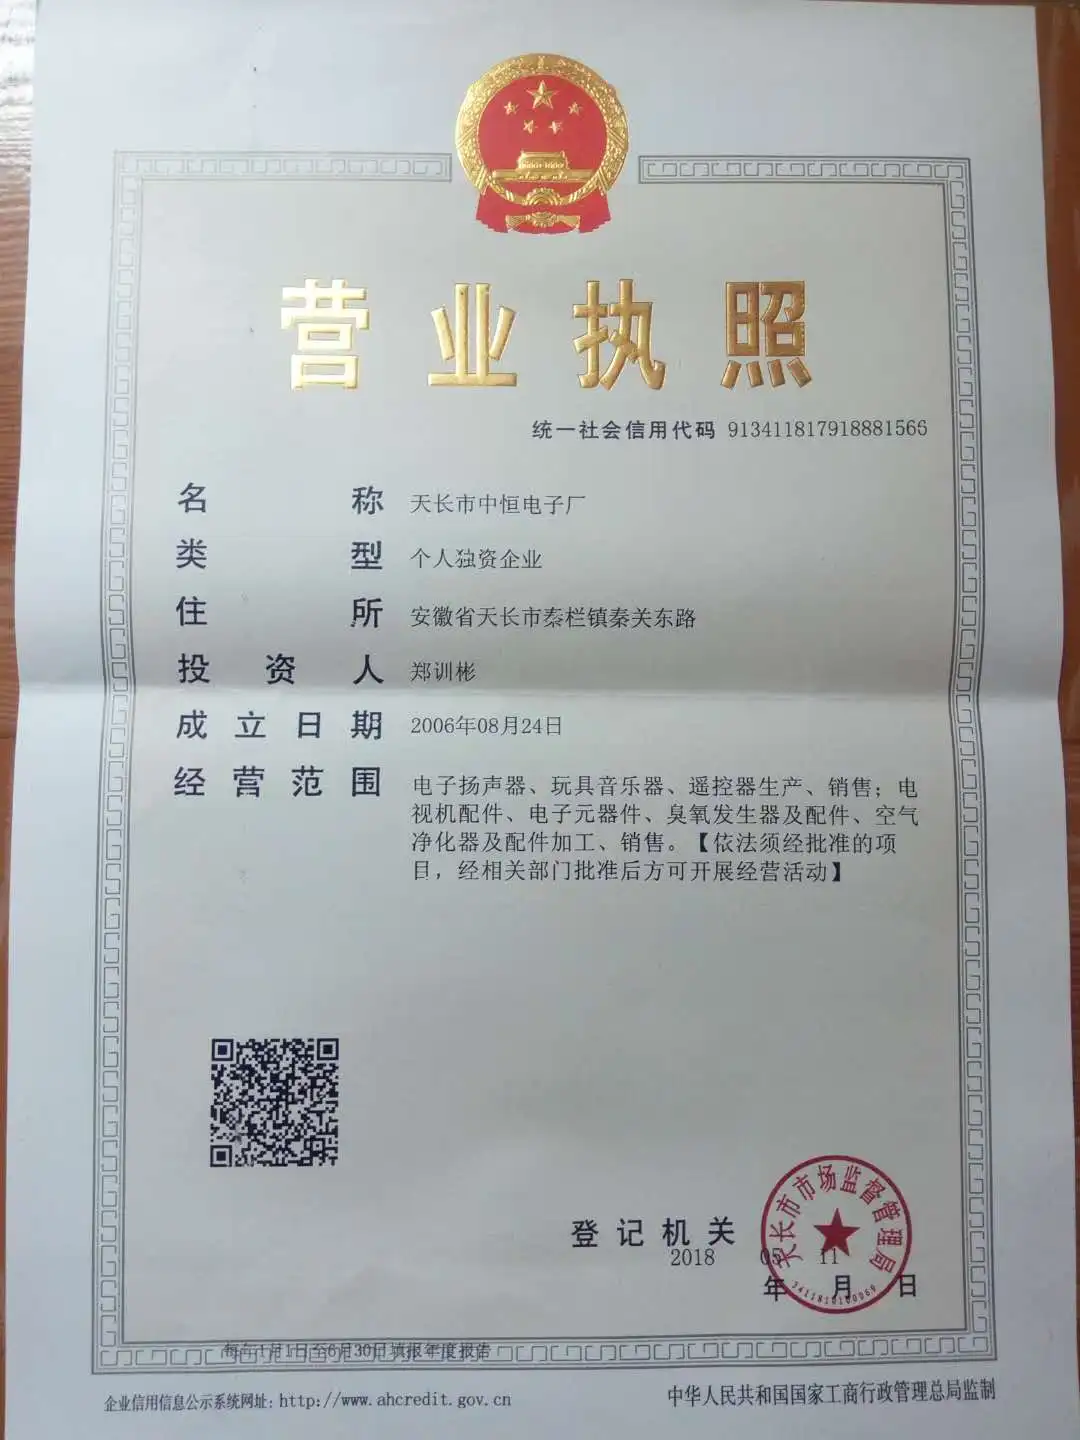 营业执照
统一社会信用代码 913411817918881566
名称 天长市中恒电子厂
类型 个人独资企业
住所 安徽省天长市秦栏镇秦关东路
投资人 郑训彬
成立日期 2006年08月24日
经营范围 电子扬声器、玩具音乐器、遥控器生产、销售；电
视机配件、电子元器件、臭氧发生器及配件、空气
净化器及配件加工、销售。【依法须经批准的项
目，经相关部门批准后方可开展经营活动】
天长市市场监督管理局
登记机关
2018 05 11
年 月 日
每年1月1日至6月30日填报年度报告
企业信用信息公示系统网址：http://www.ahcredit.gov.cn
中华人民共和国国家工商行政管理总局监制